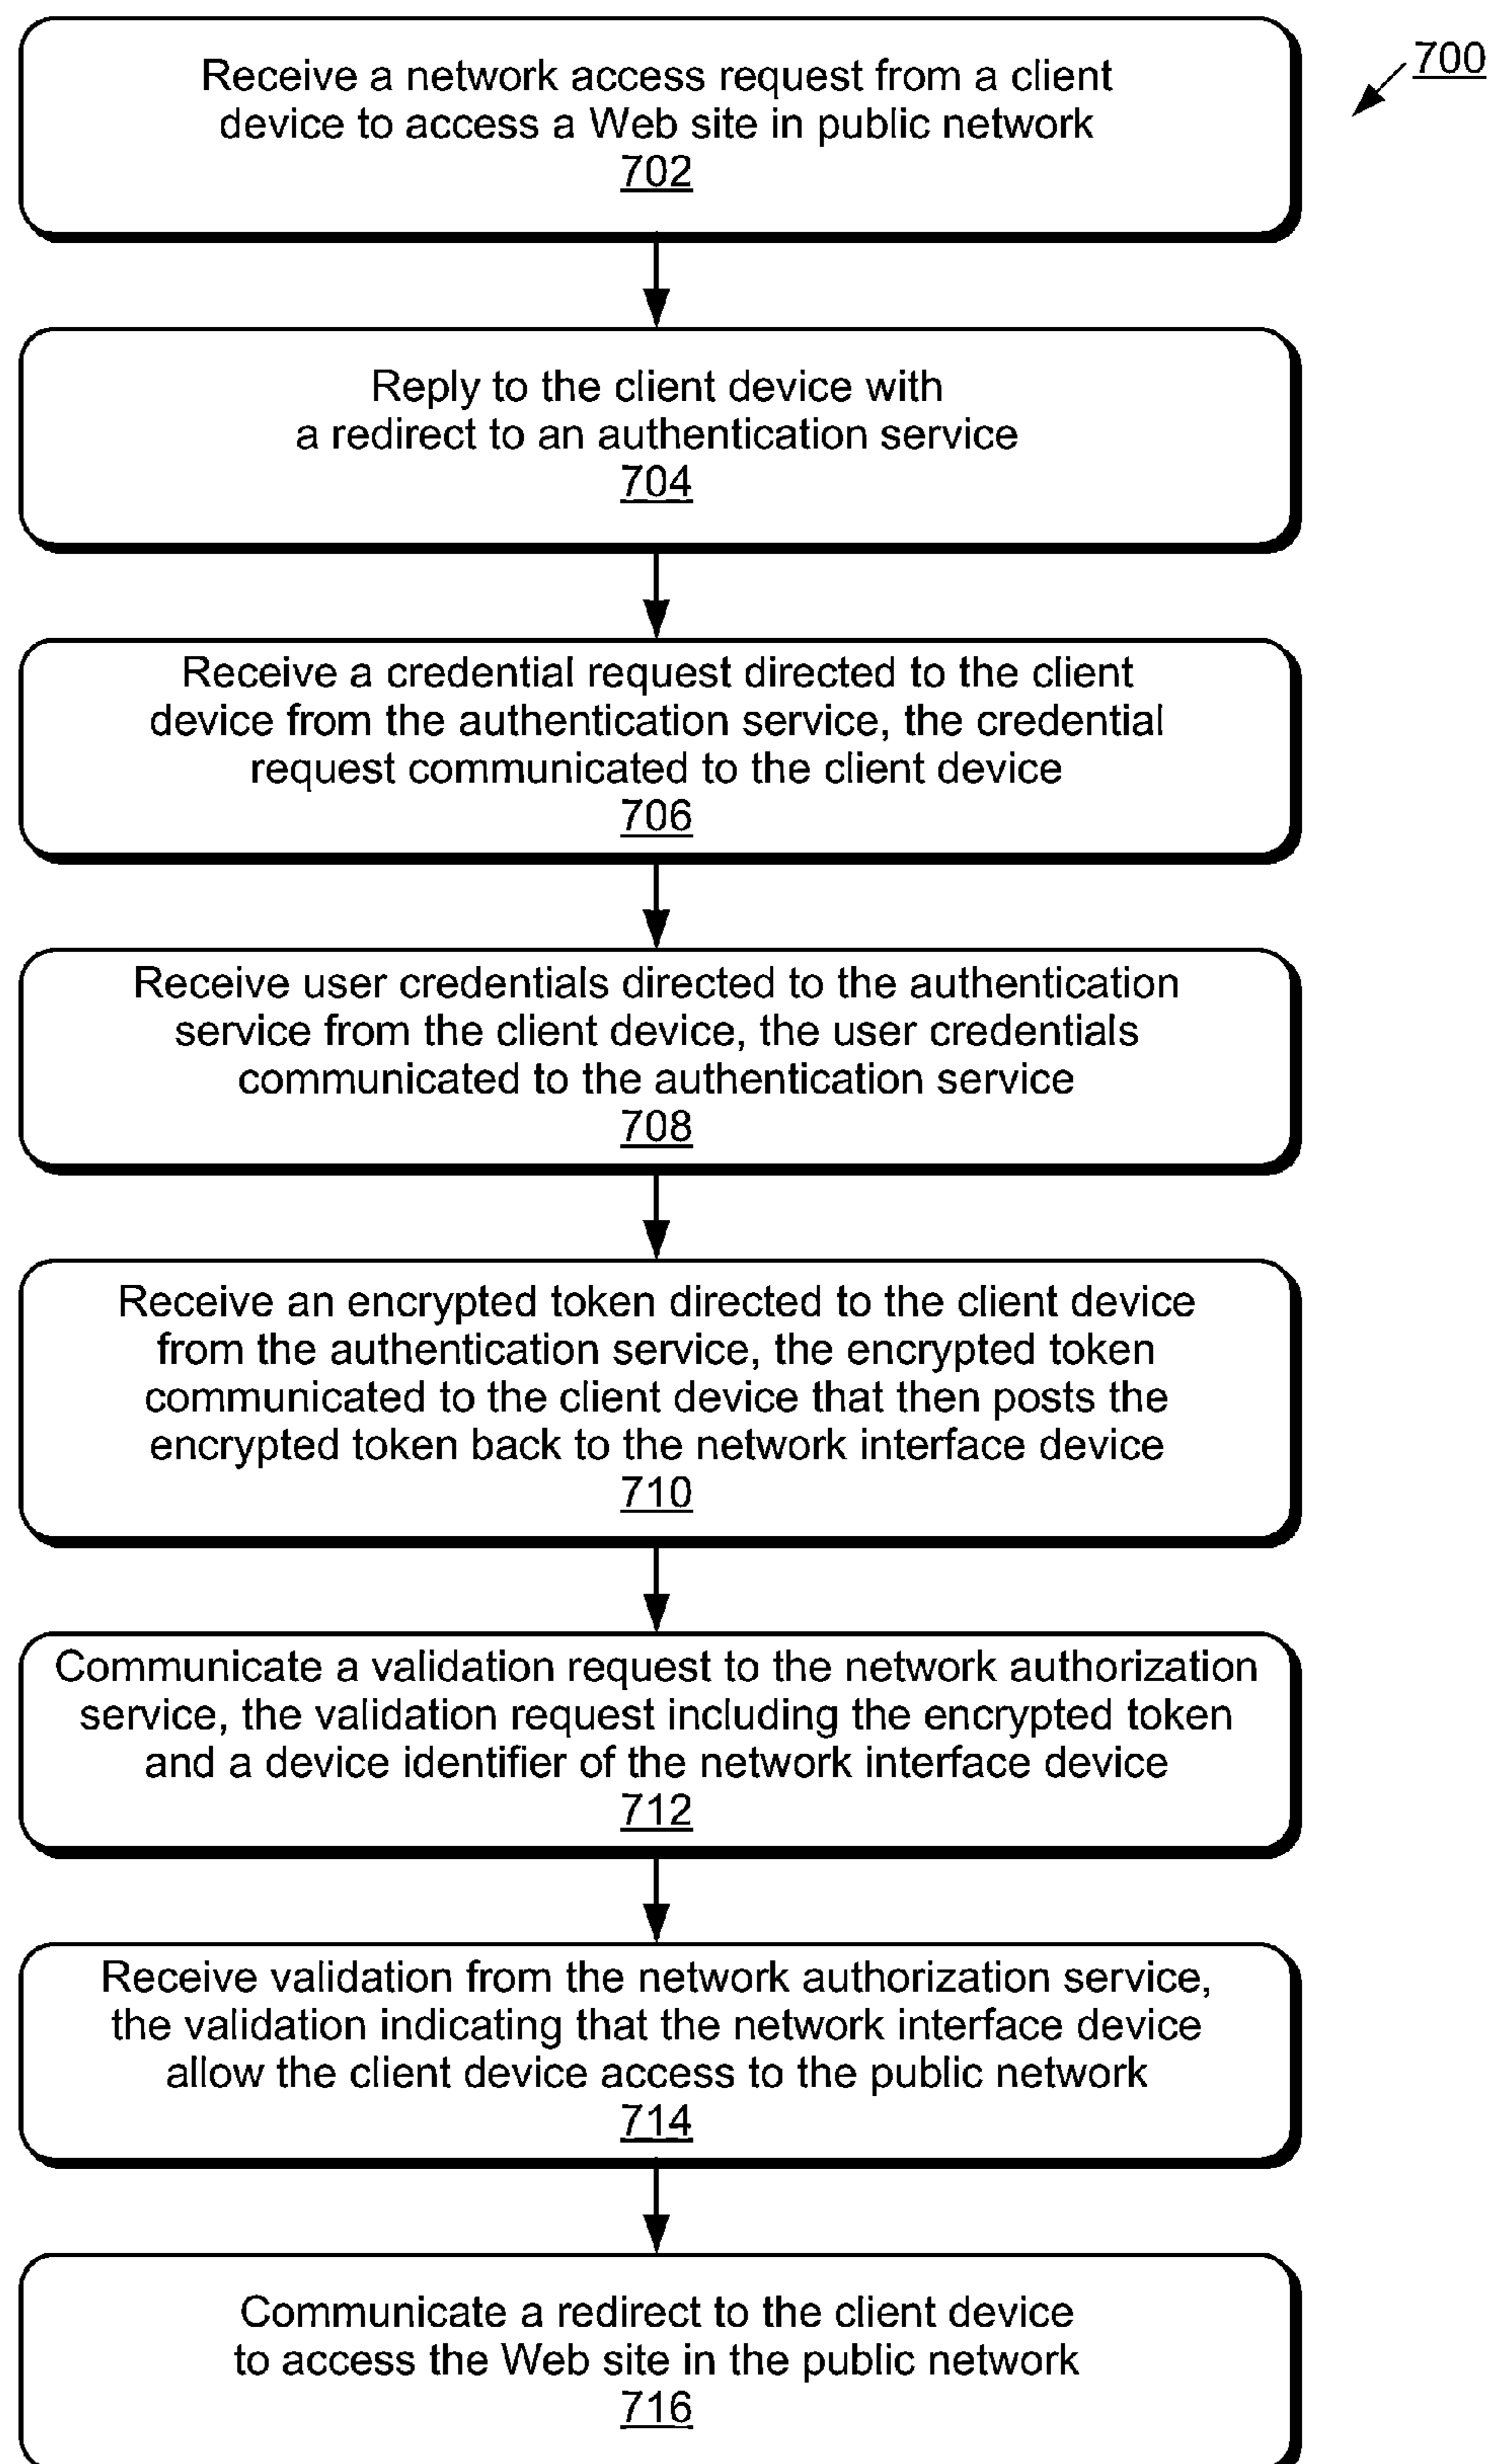 700
Receive a network access request from a client
device to access a Web site in public network
702
Reply to the client device with
a redirect to an authentication service
704
Receive a credential request directed to the client
device from the authentication service, the credential
request communicated to the client device
706
Receive user credentials directed to the authentication
service from the client device, the user credentials
communicated to the authentication service
708
Receive an encrypted token directed to the client device
from the authentication service, the encrypted token
communicated to the client device that then posts the
encrypted token back to the network interface device
710
Communicate a validation request to the network authorization
service, the validation request including the encrypted token
and a device identifier of the network interface device
712
Receive validation from the network authorization service,
the validation indicating that the network interface device
allow the client device access to the public network
714
Communicate a redirect to the client device
to access the Web site in the public network
716